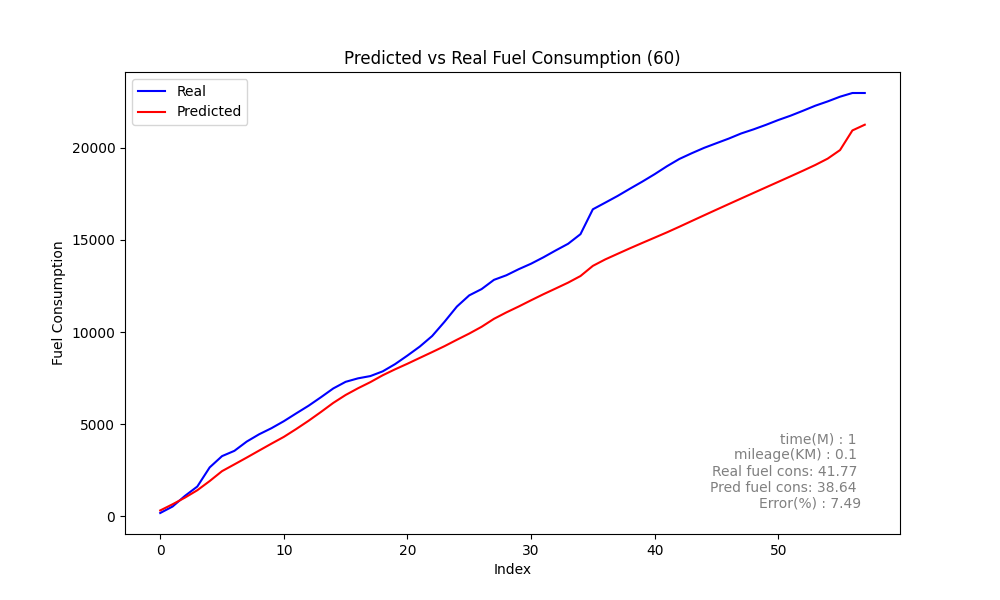 Predicted vs Real Fuel Consumption (60)
Real
Predicted
20000
15000
10000
5000
0
Fuel Consumption
time(M) : 1
mileage(KM) : 0.1
Real fuel cons: 41.77
Pred fuel cons: 38.64
Error(%) : 7.49
0 10 20 30 40 50
Index